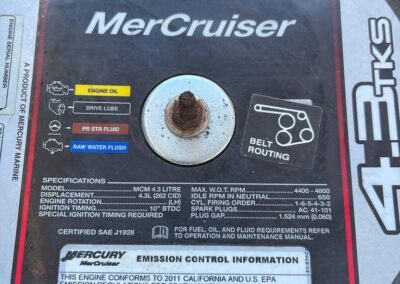 MerCruiser
ENGINE SERIAL NUMBER
A PRODUCT OF MERCURY MARINE
4.3TKS
ENGINE OIL
DRIVE LUBE
PR STR FLUID
RAW WATER FLUSH
BELT
ROUTING
SPECIFICATIONS
MODEL MCM 4.3 LITRE
DISPLACEMENT 4.3L (262 CID)
ENGINE ROTATION (LH)
IGNITION TIMING 10° BTDC
SPECIAL IGNITION TIMING REQUIRED
MAX. W.O.T. RPM 4400 - 4800
IDLE RPM IN NEUTRAL 650
CYL. FIRING ORDER 1-6-5-4-3-2
SPARK PLUGS AC 41-101
PLUG GAP 1.524 mm (0.060)
CERTIFIED SAE J1928
FOR FUEL, OIL, AND FLUID REQUIREMENTS REFER
TO OPERATION AND MAINTENANCE MANUAL.
MERCURY
MerCruiser
EMISSION CONTROL INFORMATION
THIS ENGINE CONFORMS TO 2011 CALIFORNIA AND U.S. EPA